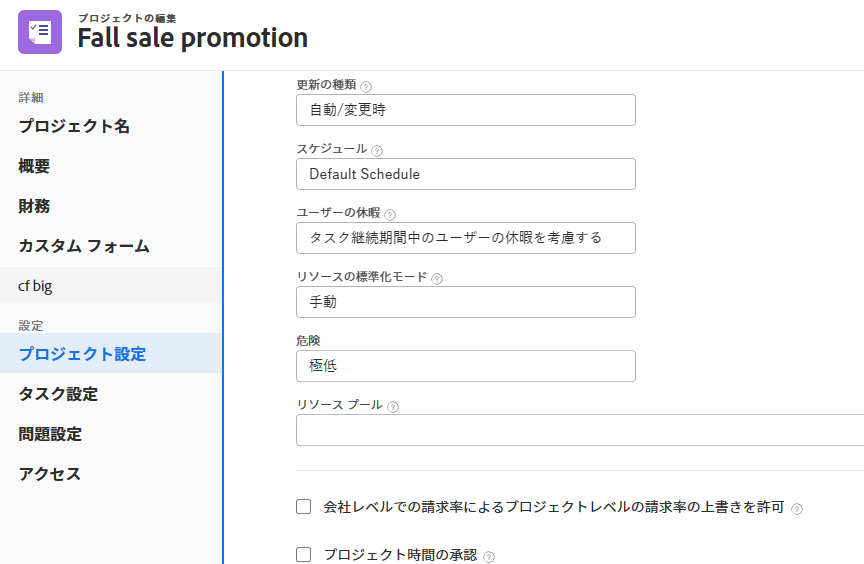 プロジェクトの編集
Fall sale promotion
詳細
プロジェクト名
概要
財務
カスタム フォーム
cf big
設定
プロジェクト設定
タスク設定
問題設定
アクセス
更新の種類 ?
自動/変更時
スケジュール ?
Default Schedule
ユーザーの休暇 ?
タスク継続期間中のユーザーの休暇を考慮する
リソースの標準化モード ?
手動
危険
極低
リソース プール ?
会社レベルでの請求率によるプロジェクトレベルの請求率の上書きを許可 ?
プロジェクト時間の承認 ?